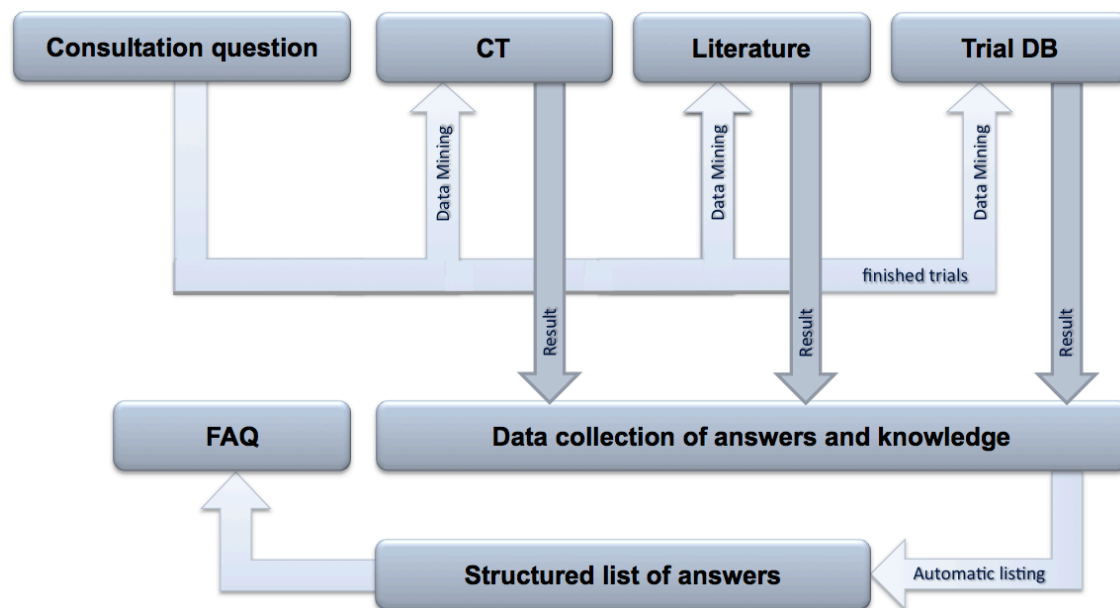 Consultation question
CT
Literature
Trial DB
Data Mining
Data Mining
Data Mining
finished trials
Result
Result
Result
FAQ
Data collection of answers and knowledge
Structured list of answers
Automatic listing